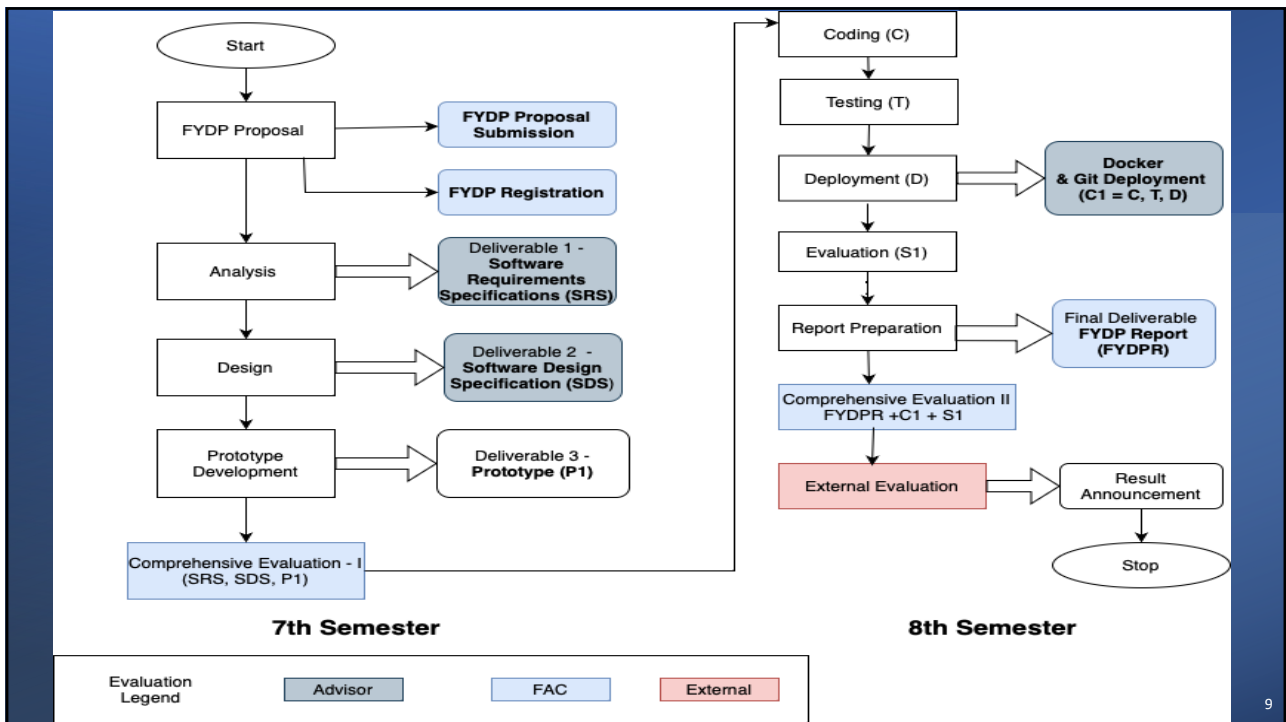 Start
FYDP Proposal
FYDP Proposal
Submission
FYDP Registration
Analysis
Deliverable 1 -
Software
Requirements
Specifications (SRS)
Design
Deliverable 2 -
Software Design
Specification (SDS)
Prototype
Development
Deliverable 3 -
Prototype (P1)
Comprehensive Evaluation - I
(SRS, SDS, P1)
7th Semester
Coding (C)
Testing (T)
Deployment (D)
Docker
& Git Deployment
(C1 = C, T, D)
Evaluation (S1)
Report Preparation
Final Deliverable
FYDP Report
(FYDPR)
Comprehensive Evaluation II
FYDPR +C1 + S1
External Evaluation
Result
Announcement
Stop
8th Semester
Evaluation
Legend
Advisor
FAC
External
9